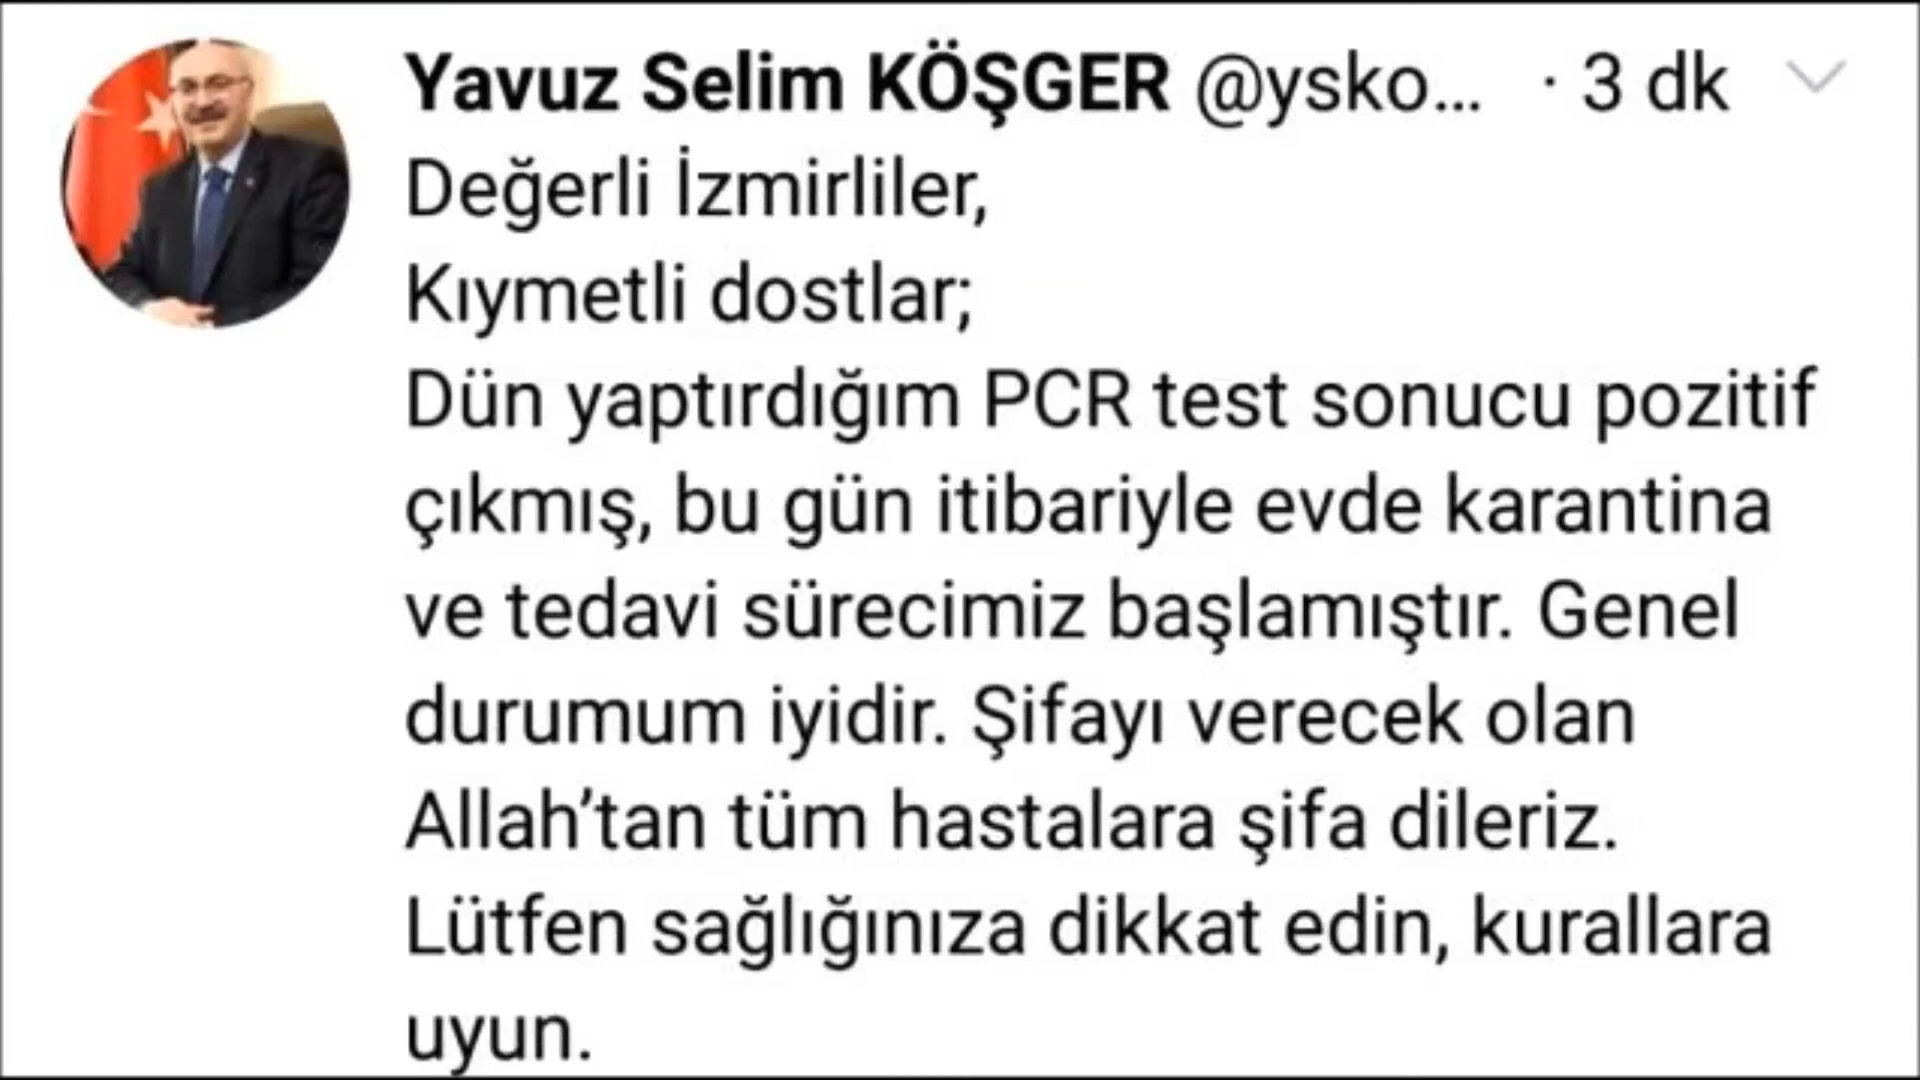 Yavuz Selim KÖŞGER @ysko... · 3 dk
Değerli İzmirliler,
Kıymetli dostlar;
Dün yaptırdığım PCR test sonucu pozitif
çıkmış, bu gün itibariyle evde karantina
ve tedavi sürecimiz başlamıştır. Genel
durumum iyidir. Şifayı verecek olan
Allah’tan tüm hastalara şifa dileriz.
Lütfen sağlığınıza dikkat edin, kurallara
uyun.